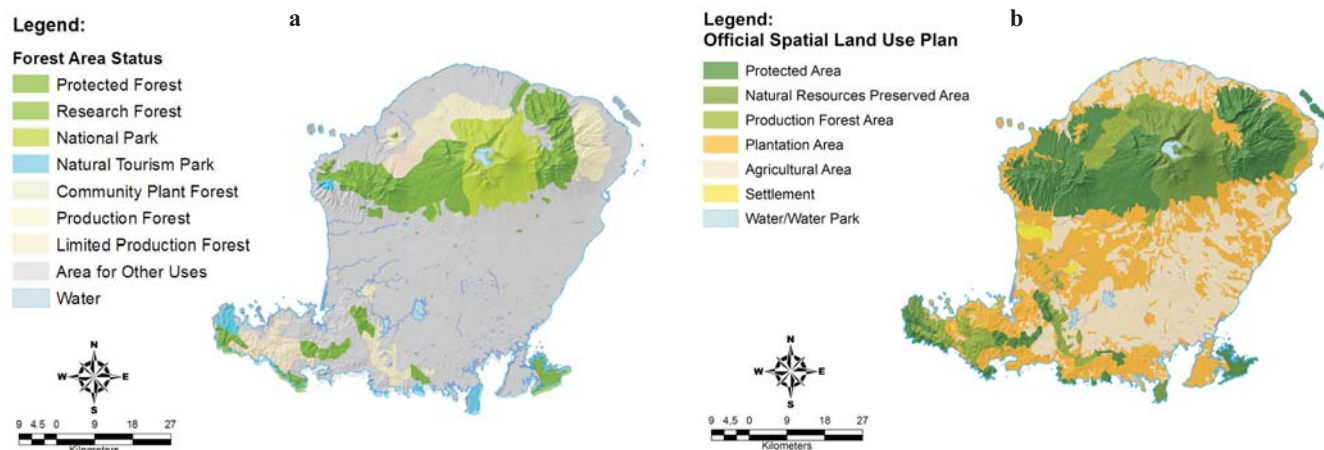 Legend:
a
Forest Area Status
Protected Forest
Research Forest
National Park
Natural Tourism Park
Community Plant Forest
Production Forest
Limited Production Forest
Area for Other Uses
Water
N
W E
S
9 4.5 0 9 18 27
Kilometers
Legend:
b
Official Spatial Land Use Plan
Protected Area
Natural Resources Preserved Area
Production Forest Area
Plantation Area
Agricultural Area
Settlement
Water/Water Park
N
W E
S
9 4,5 0 9 18 27
Kilometers